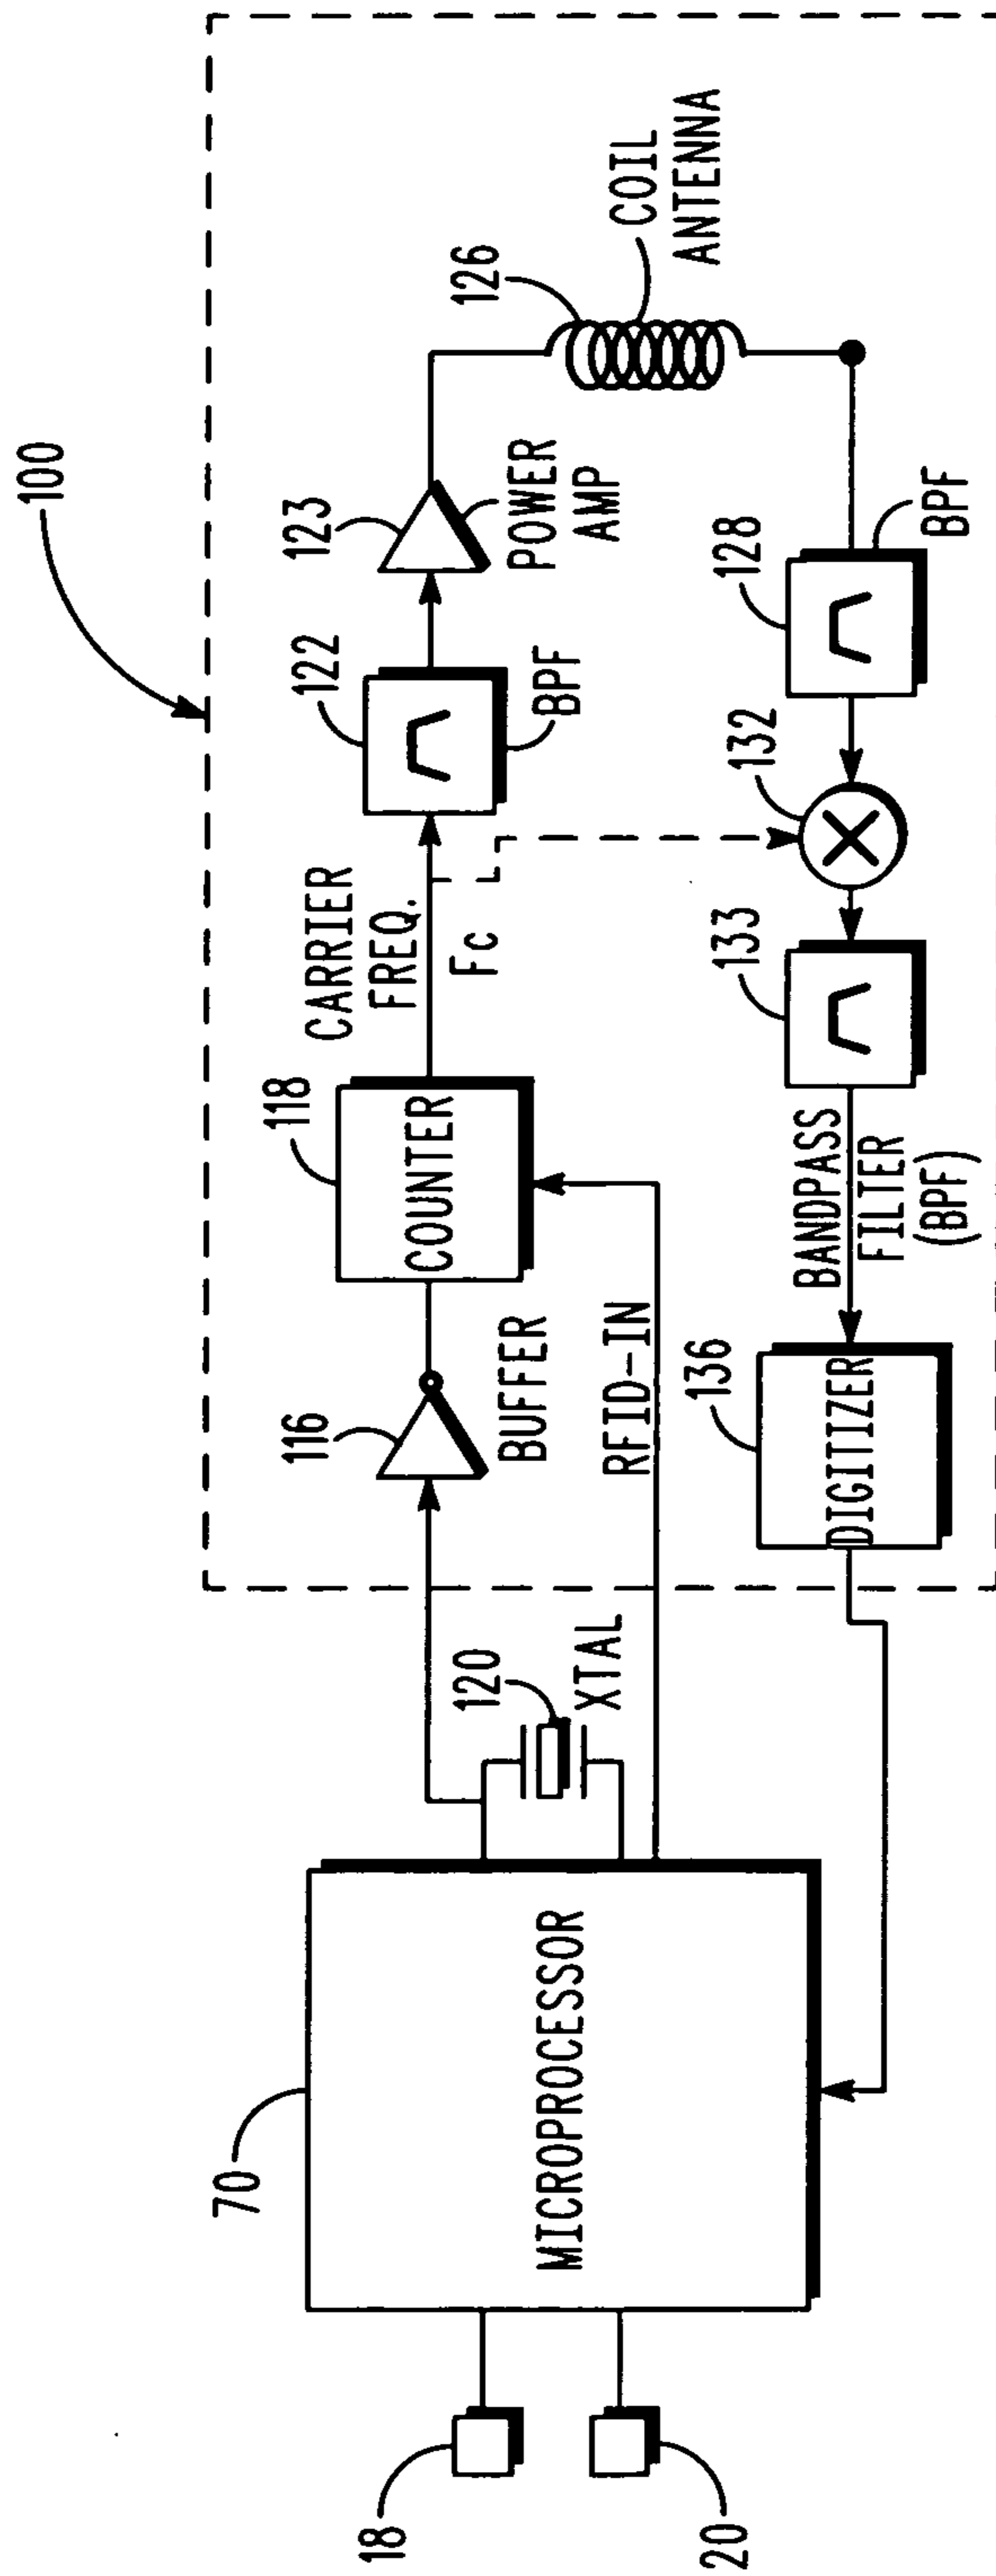 100
126
COIL
ANTENNA
123
POWER
AMP
122
BPF
CARRIER
FREQ.
Fc
118
COUNTER
116
BUFFER
RFID-IN
128
BPF
132
133
BANDPASS
FILTER
(BPF)
136
DIGITIZER
120
XTAL
70
MICROPROCESSOR
18
20